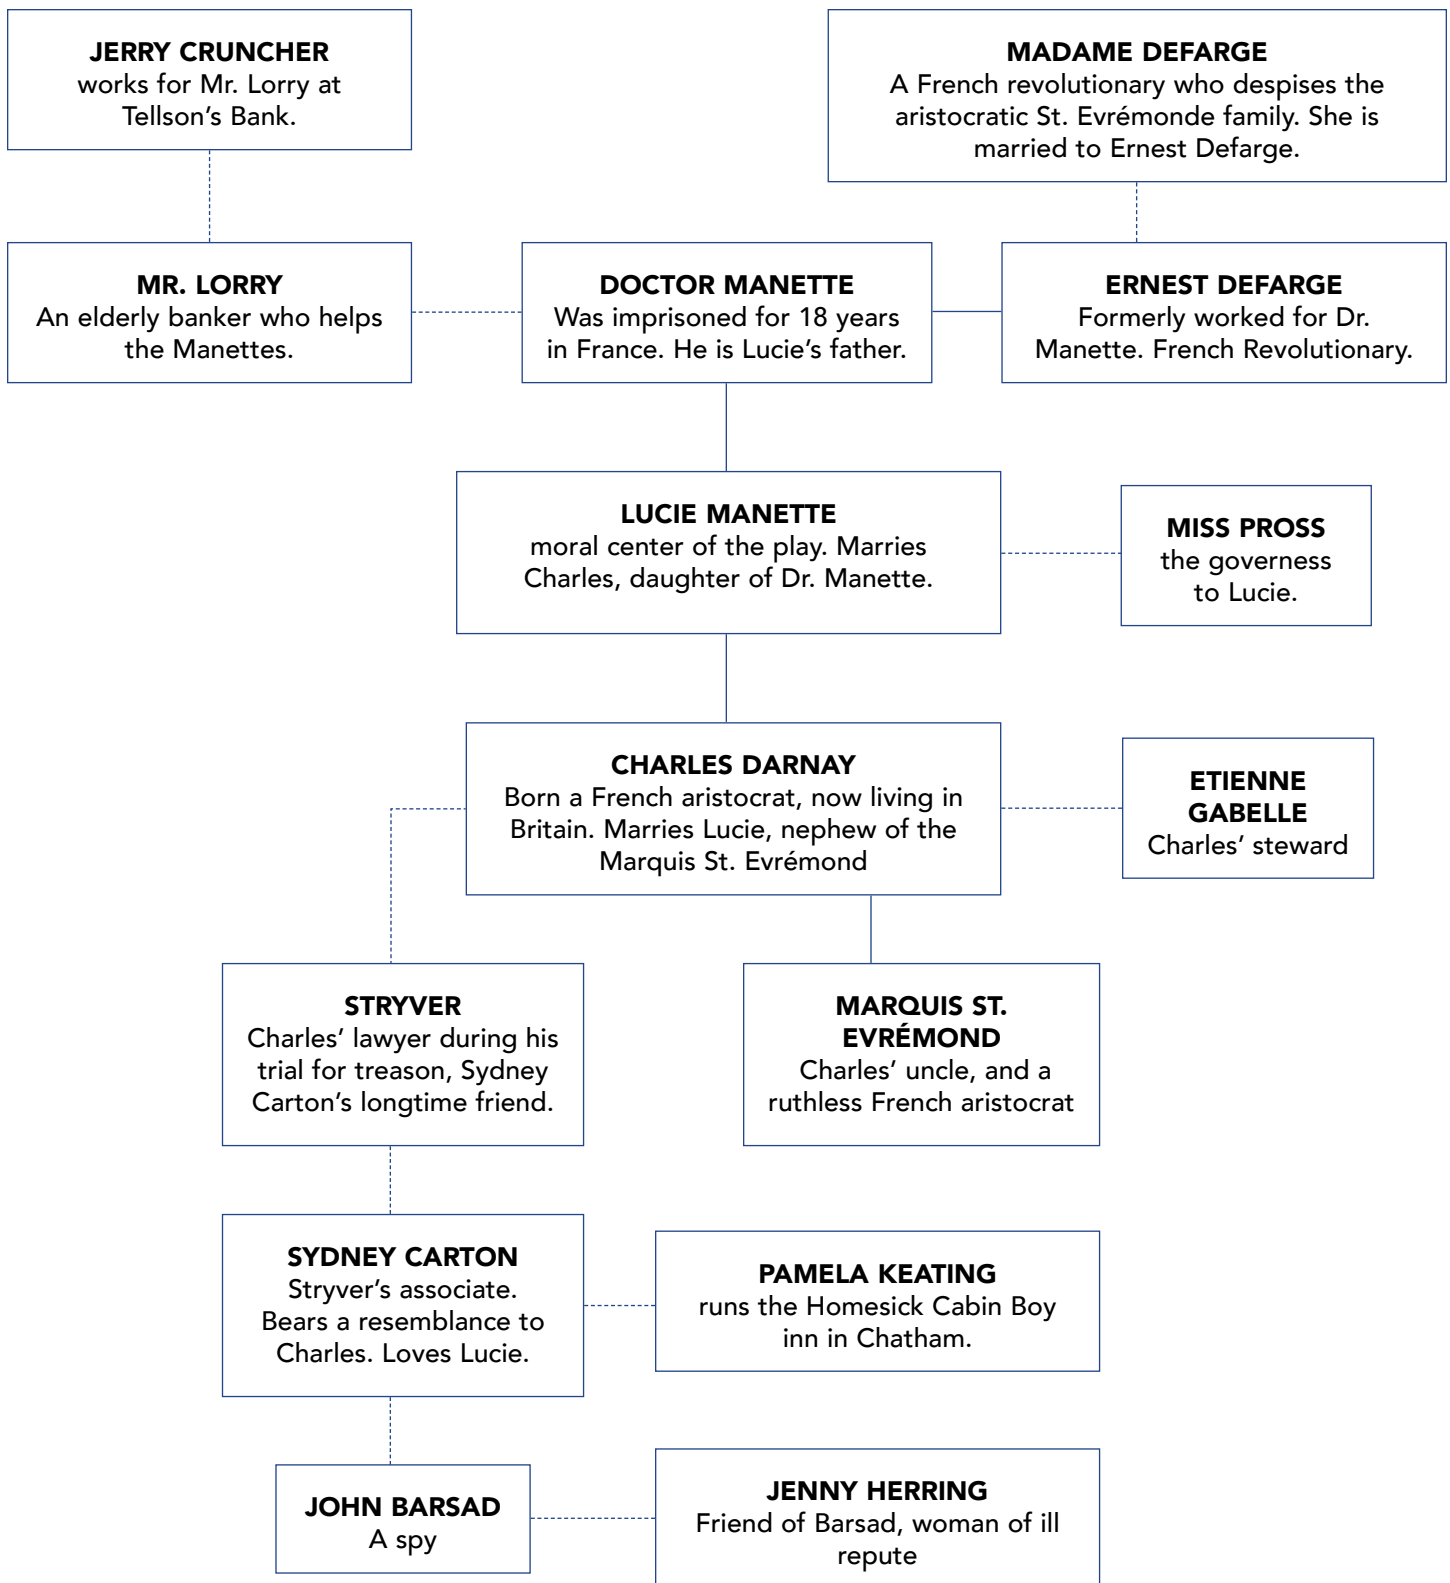 JERRY CRUNCHER
works for Mr. Lorry at
Tellson's Bank.
MADAME DEFARGE
A French revolutionary who despises the
aristocratic St. Evrémonde family. She is
married to Ernest Defarge.
MR. LORRY
An elderly banker who helps
the Manettes.
DOCTOR MANETTE
Was imprisoned for 18 years
in France. He is Lucie's father.
ERNEST DEFARGE
Formerly worked for Dr.
Manette. French Revolutionary.
LUCIE MANETTE
moral center of the play. Marries
Charles, daughter of Dr. Manette.
MISS PROSS
the governess
to Lucie.
CHARLES DARNAY
Born a French aristocrat, now living in
Britain. Marries Lucie, nephew of the
Marquis St. Evrémond
ETIENNE
GABELLE
Charles' steward
STRYVER
Charles' lawyer during his
trial for treason, Sydney
Carton's longtime friend.
MARQUIS ST.
EVRÉMOND
Charles' uncle, and a
ruthless French aristocrat
SYDNEY CARTON
Stryver's associate.
Bears a resemblance to
Charles. Loves Lucie.
PAMELA KEATING
runs the Homesick Cabin Boy
inn in Chatham.
JOHN BARSAD
A spy
JENNY HERRING
Friend of Barsad, woman of ill
repute